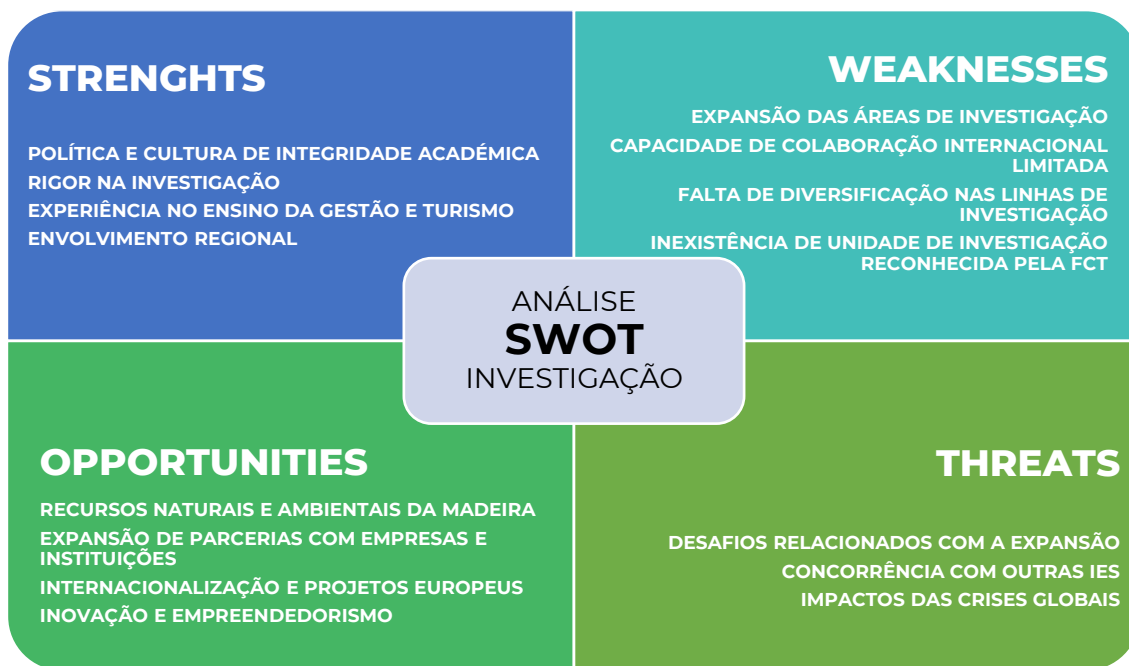 STRENGHTS
POLÍTICA E CULTURA DE INTEGRIDADE ACADÉMICA
RIGOR NA INVESTIGAÇÃO
EXPERIÊNCIA NO ENSINO DA GESTÃO E TURISMO
ENVOLVIMENTO REGIONAL
WEAKNESSES
EXPANSÃO DAS ÁREAS DE INVESTIGAÇÃO
CAPACIDADE DE COLABORAÇÃO INTERNACIONAL
LIMITADA
FALTA DE DIVERSIFICAÇÃO NAS LINHAS DE
INVESTIGAÇÃO
INEXISTÊNCIA DE UNIDADE DE INVESTIGAÇÃO
RECONHECIDA PELA FCT
ANÁLISE
SWOT
INVESTIGAÇÃO
OPPORTUNITIES
RECURSOS NATURAIS E AMBIENTAIS DA MADEIRA
EXPANSÃO DE PARCERIAS COM EMPRESAS E
INSTITUIÇÕES
INTERNACIONALIZAÇÃO E PROJETOS EUROPEUS
INOVAÇÃO E EMPREENDEDORISMO
THREATS
DESAFIOS RELACIONADOS COM A EXPANSÃO
CONCORRÊNCIA COM OUTRAS IES
IMPACTOS DAS CRISES GLOBAIS